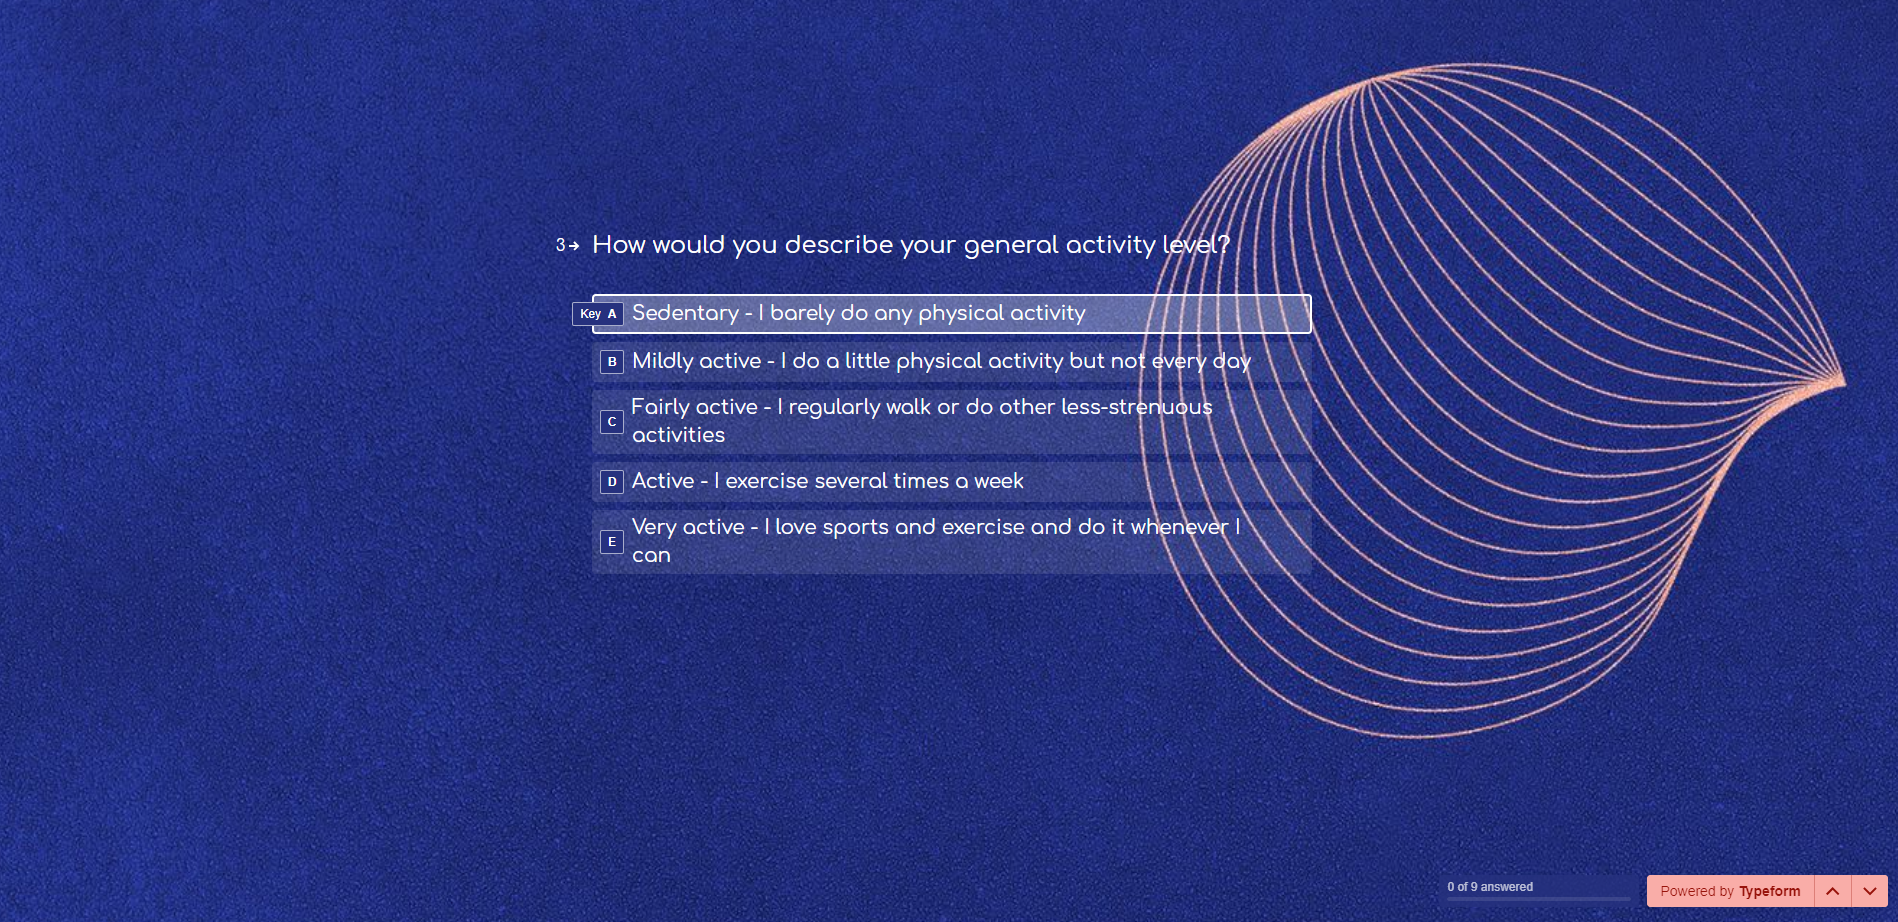 3→ How would you describe your general activity level?
Key A Sedentary - I barely do any physical activity
B Mildly active - I do a little physical activity but not every day
C Fairly active - I regularly walk or do other less-strenuous
activities
D Active - I exercise several times a week
E Very active - I love sports and exercise and do it whenever I
can
0 of 9 answered
Powered by Typeform